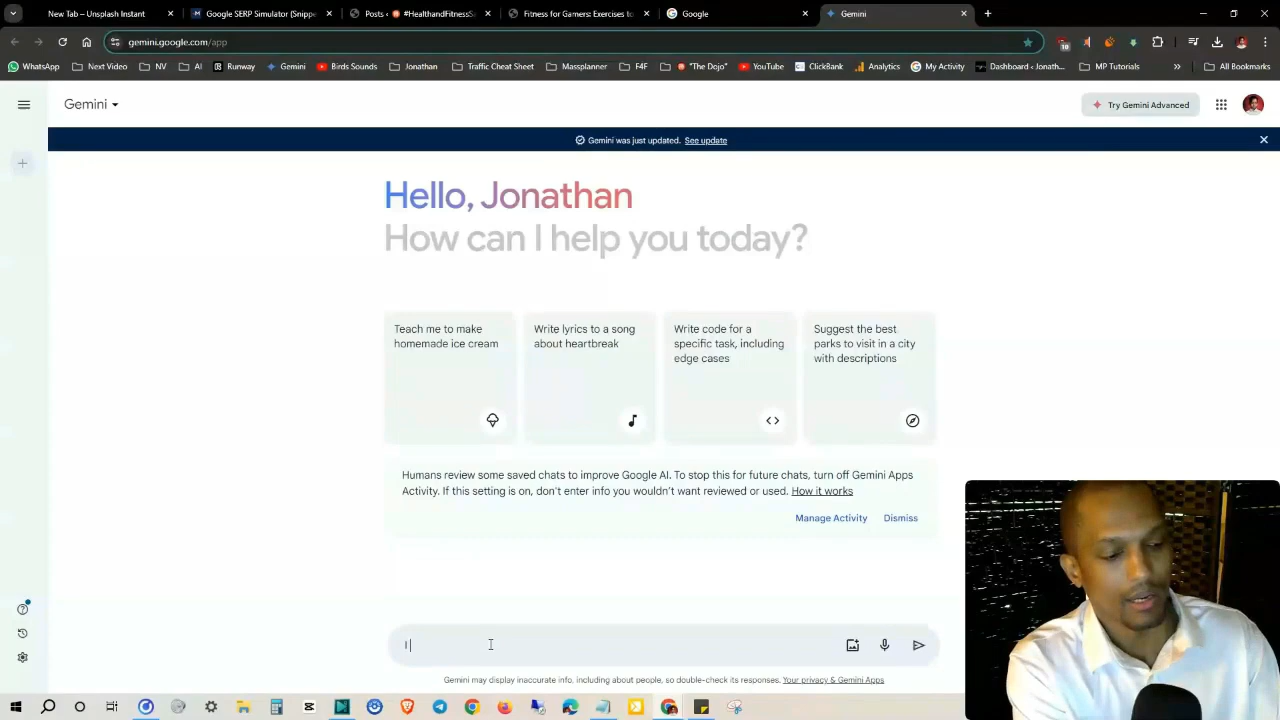 New Tab – Unsplash Instant
Google SERP Simulator (Snippe
Posts ‹ #HealthandFitnessS
Fitness for Gamers: Exercises to
Google
Gemini
gemini.google.com/app
10
WhatsApp
Next Video
NV
AI
Runway
Gemini
Birds Sounds
Jonathan
Traffic Cheat Sheet
Massplanner
F4F
"The Dojo"
YouTube
ClickBank
Analytics
My Activity
Dashboard ‹ Jonath...
MP Tutorials
»
All Bookmarks
Gemini
Try Gemini Advanced
Gemini was just updated. See update
Hello, Jonathan
How can I help you today?
Teach me to make
homemade ice cream
Write lyrics to a song
about heartbreak
Write code for a
specific task, including
edge cases
Suggest the best
parks to visit in a city
with descriptions
Humans review some saved chats to improve Google AI. To stop this for future chats, turn off Gemini Apps
Activity. If this setting is on, don't enter info you wouldn't want reviewed or used. How it works
Manage Activity
Dismiss
I
Gemini may display inaccurate info, including about people, so double-check its responses. Your privacy & Gemini Apps